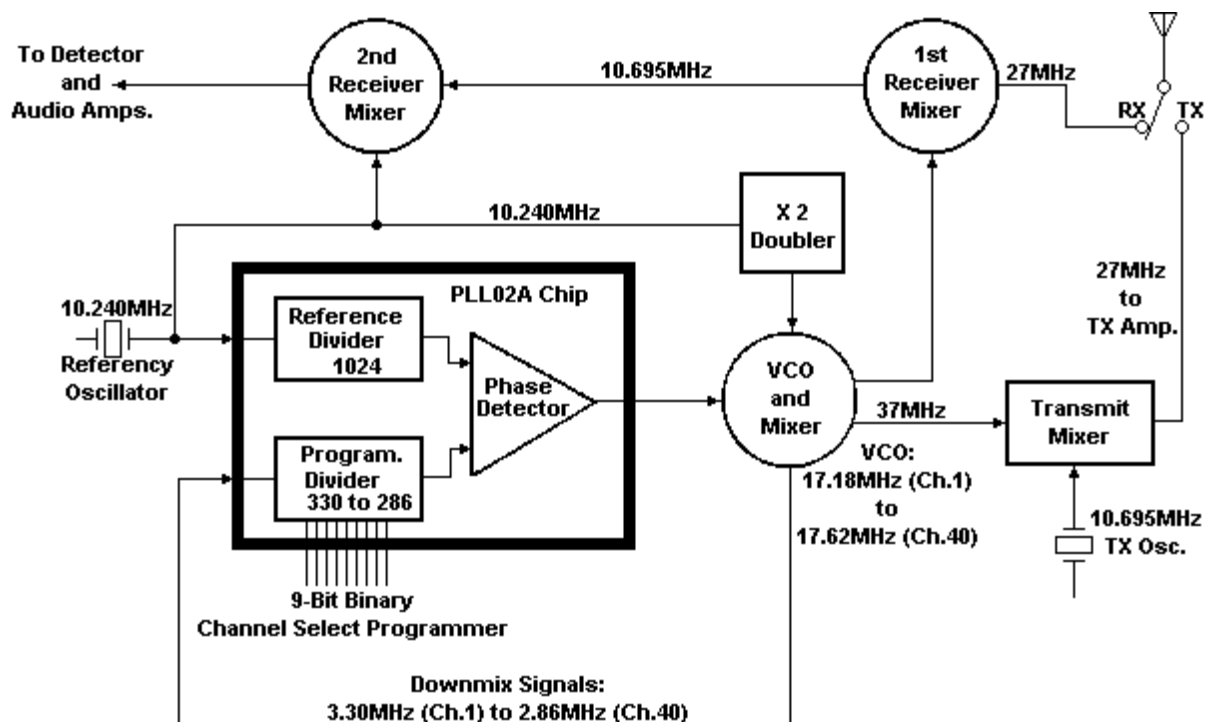 To Detector
and
Audio Amps.
2nd
Receiver
Mixer
10.695MHz
1st
Receiver
Mixer
27MHz
RX
TX
10.240MHz
X 2
Doubler
27MHz
to
TX Amp.
10.240MHz
Referency
Oscillator
PLL02A Chip
Reference
Divider
1024
Phase
Detector
Program.
Divider
330 to 286
VCO
and
Mixer
37MHz
Transmit
Mixer
VCO:
17.18MHz (Ch.1)
to
17.62MHz (Ch.40)
10.695MHz
TX Osc.
9-Bit Binary
Channel Select Programmer
Downmix Signals:
3.30MHz (Ch.1) to 2.86MHz (Ch.40)